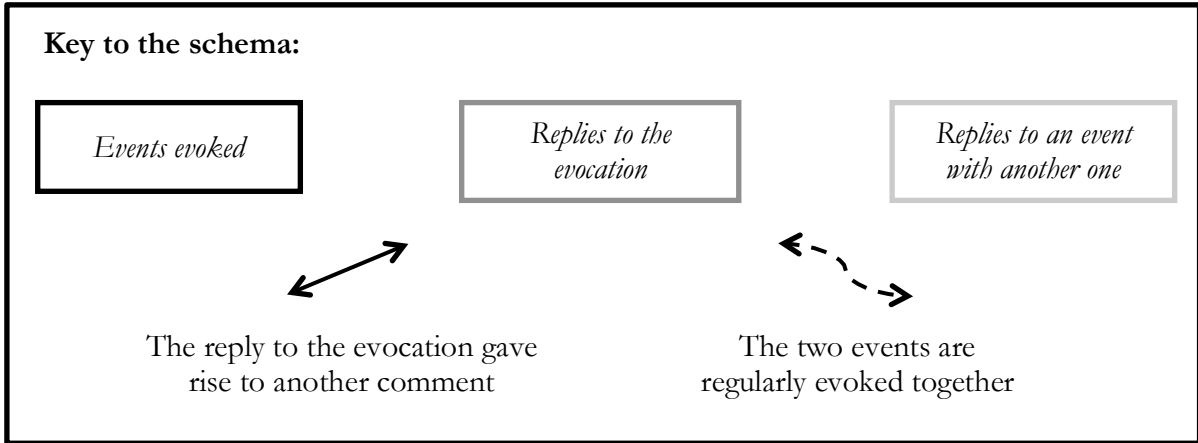 Key to the schema:
Events evoked
Replies to the
evocation
Replies to an event
with another one
The reply to the evocation gave
rise to another comment
The two events are
regularly evoked together